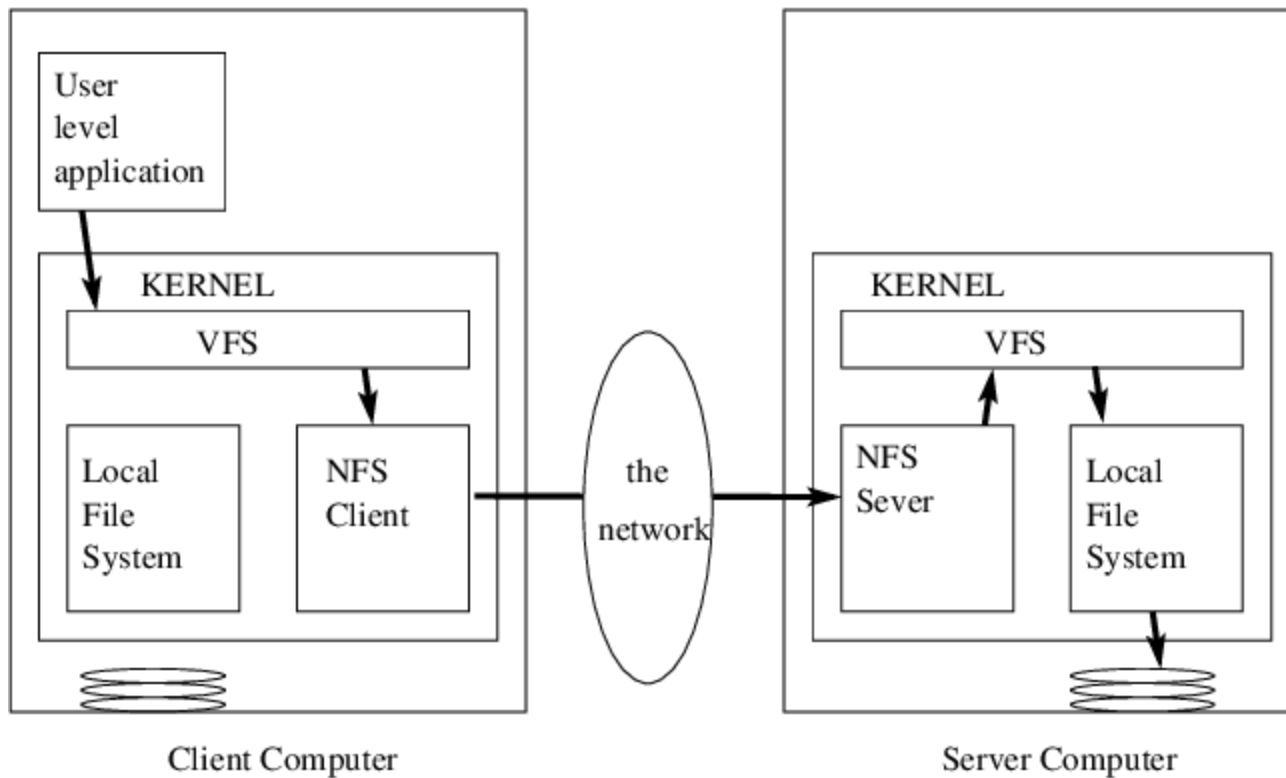 User
level
application
KERNEL
VFS
Local
File
System
NFS
Client
the
network
KERNEL
VFS
NFS
Sever
Local
File
System
Client Computer
Server Computer